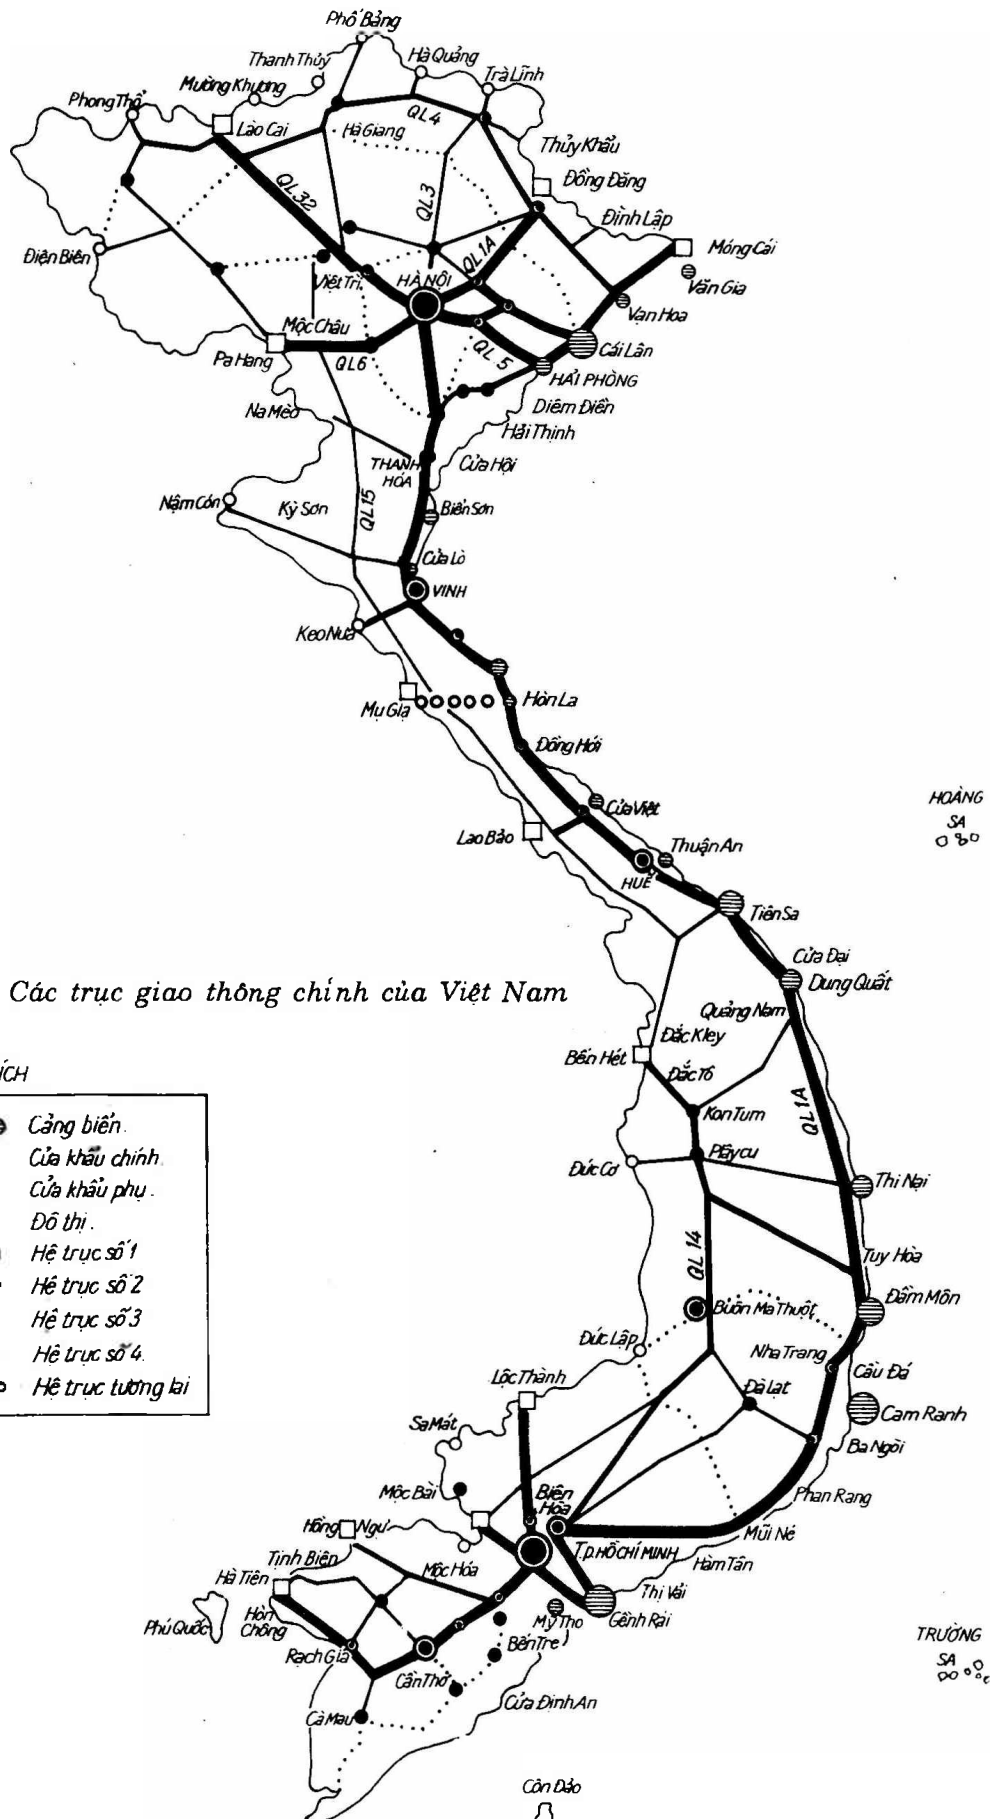 Phố Bảng
Thanh Thủy
Hà Quảng
Trà Lĩnh
Mường Khương
Phong Thổ
Lào Cai
Hà Giang
QL4
Thủy Khẩu
Đồng Đăng
QL32
QL3
Đình Lập
QL1A
Móng Cái
Điện Biên
Việt Trì
HÀ NỘI
Văn Gia
Vạn Hoa
Mộc Châu
Pa Hang
QL6
QL5
Cái Lân
HẢI PHÒNG
Diêm Điền
Na Mèo
Hải Thịnh
THANH
HÓA
Cửa Hội
Nậm Cón
Kỳ Sơn
QL15
Biển Sơn
Cửa Lò
VINH
Keo Nưa
Mụ Giạ
Hòn La
Đồng Hới
HOÀNG
SA
Cửa Việt
Lao Bảo
Thuận An
HUẾ
Tiên Sa
Cửa Đại
Dung Quất
Các trục giao thông chính của Việt Nam
Quảng Nam
Đắc Kley
Bến Hét
Đắc Tô
ÍCH
Kon Tum
QL1A
Cảng biển.
Cửa khẩu chính
Cửa khẩu phụ.
Đô thị.
Hệ trục số 1
Hệ trục số 2
Hệ trục số 3
Hệ trục số 4.
Hệ trục tương lai
Plâycu
Đức Cơ
Thị Nại
QL14
Tuy Hòa
Đầm Môn
Buôn Ma Thuột
Đức Lập
Nha Trang
Cầu Đá
Lộc Thành
Đà Lạt
Cam Ranh
Sa Mát
Ba Ngòi
Mộc Bài
Biên
Hòa
Phan Rang
Hồng Ngự
Mũi Né
T.P. HỒ CHÍ MINH
Tịnh Biên
Mộc Hóa
Hàm Tân
Hà Tiên
Thị Vải
Phú Quốc
Hòn
Chông
Mỹ Tho
Gềnh Rái
Rạch Giá
Bến Tre
TRƯỜNG
SA
Cần Thơ
Cửa Định An
Cà Mau
Côn Đảo